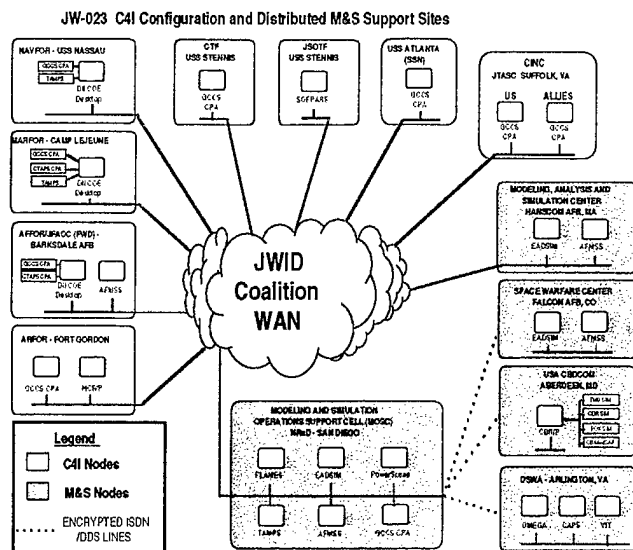 JW-023 C4I Configuration and Distributed M&S Support Sites
NAVFOR - USS NASSAU
GCCS CPA
TAMPS
DII COE
Desktop
CTF
USS STENNIS
GCCS
CPA
JSOTF
USS STENNIS
SOFPARS
USS ATLANTA
(SSN)
GCCS
CPA
CINC
JTASC SUFFOLK, VA
US
ALLIES
GCCS
CPA
GCCS
CPA
MARFOR - CAMP LEJEUNE
GCCS CPA
CTAPS CPA
TAMPS
DII COE
Desktop
MODELING, ANALYSIS AND
SIMULATION CENTER
HANSCOM AFB, MA
EADSIM
AFMSS
AFFOR/JFACC (FWD) -
BARKSDALE AFB
GCCS CPA
CTAPS CPA
DII COE
Desktop
AFMSS
JWID
Coalition
WAN
SPACE WARFARE CENTER
FALCON AFB, CO
EADSIM
AFMSS
ARFOR - FORT GORDON
GCCS CPA
MCS/P
USA CBDCOM
ABERDEEN, MD
CBR/P
MODELING AND SIMULATION
OPERATIONS SUPPORT CELL (MOSC)
NRaD - SAN DIEGO
FLAMES
EADSIM
PowerScene
TAMPS
AFMSS
GCCS CPA
DSWA - ARLINGTON, VA
OMEGA
CAPS
VIT
Legend
C4I Nodes
M&S Nodes
ENCRYPTED ISDN
/DDS LINES